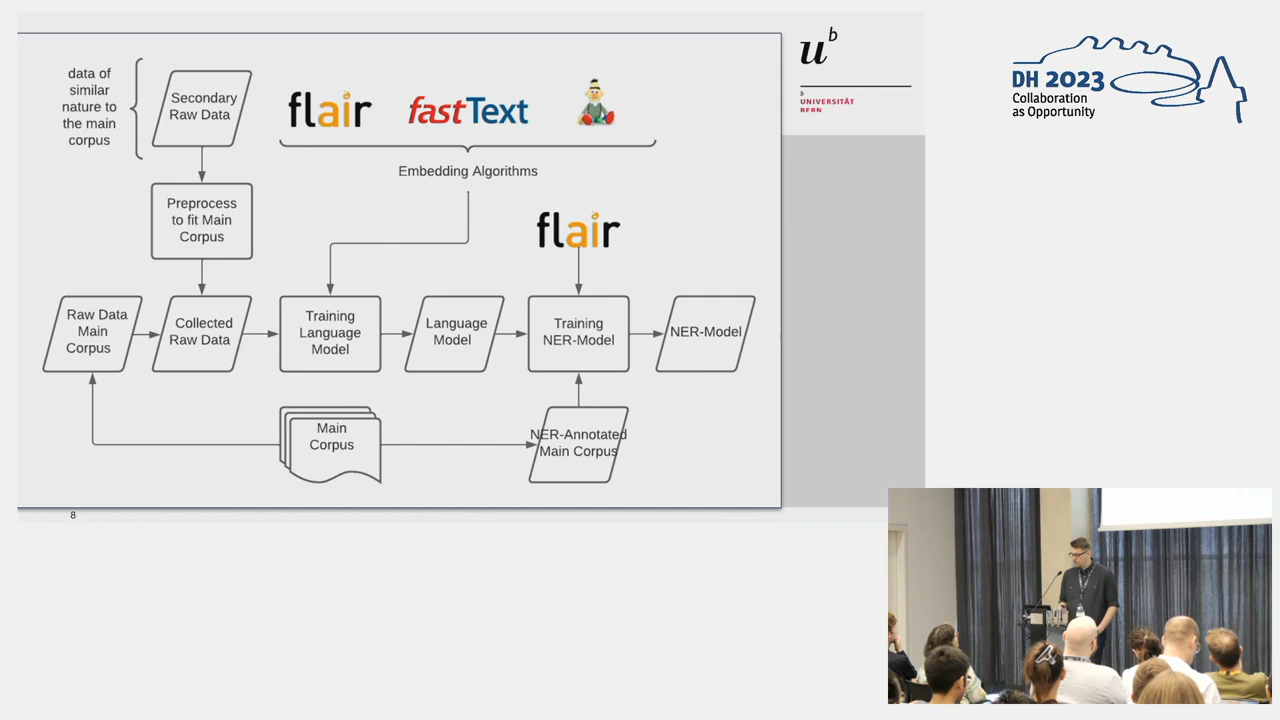 data of
similar
nature to
the main
corpus
Secondary
Raw Data
flair
fastText
Embedding Algorithms
Preprocess
to fit Main
Corpus
flair
Raw Data
Main
Corpus
Collected
Raw Data
Training
Language
Model
Language
Model
Training
NER-Model
NER-Model
Main
Corpus
NER-Annotated
Main Corpus
8
u b
b
UNIVERSITÄT
BERN
DH 2023
Collaboration
as Opportunity